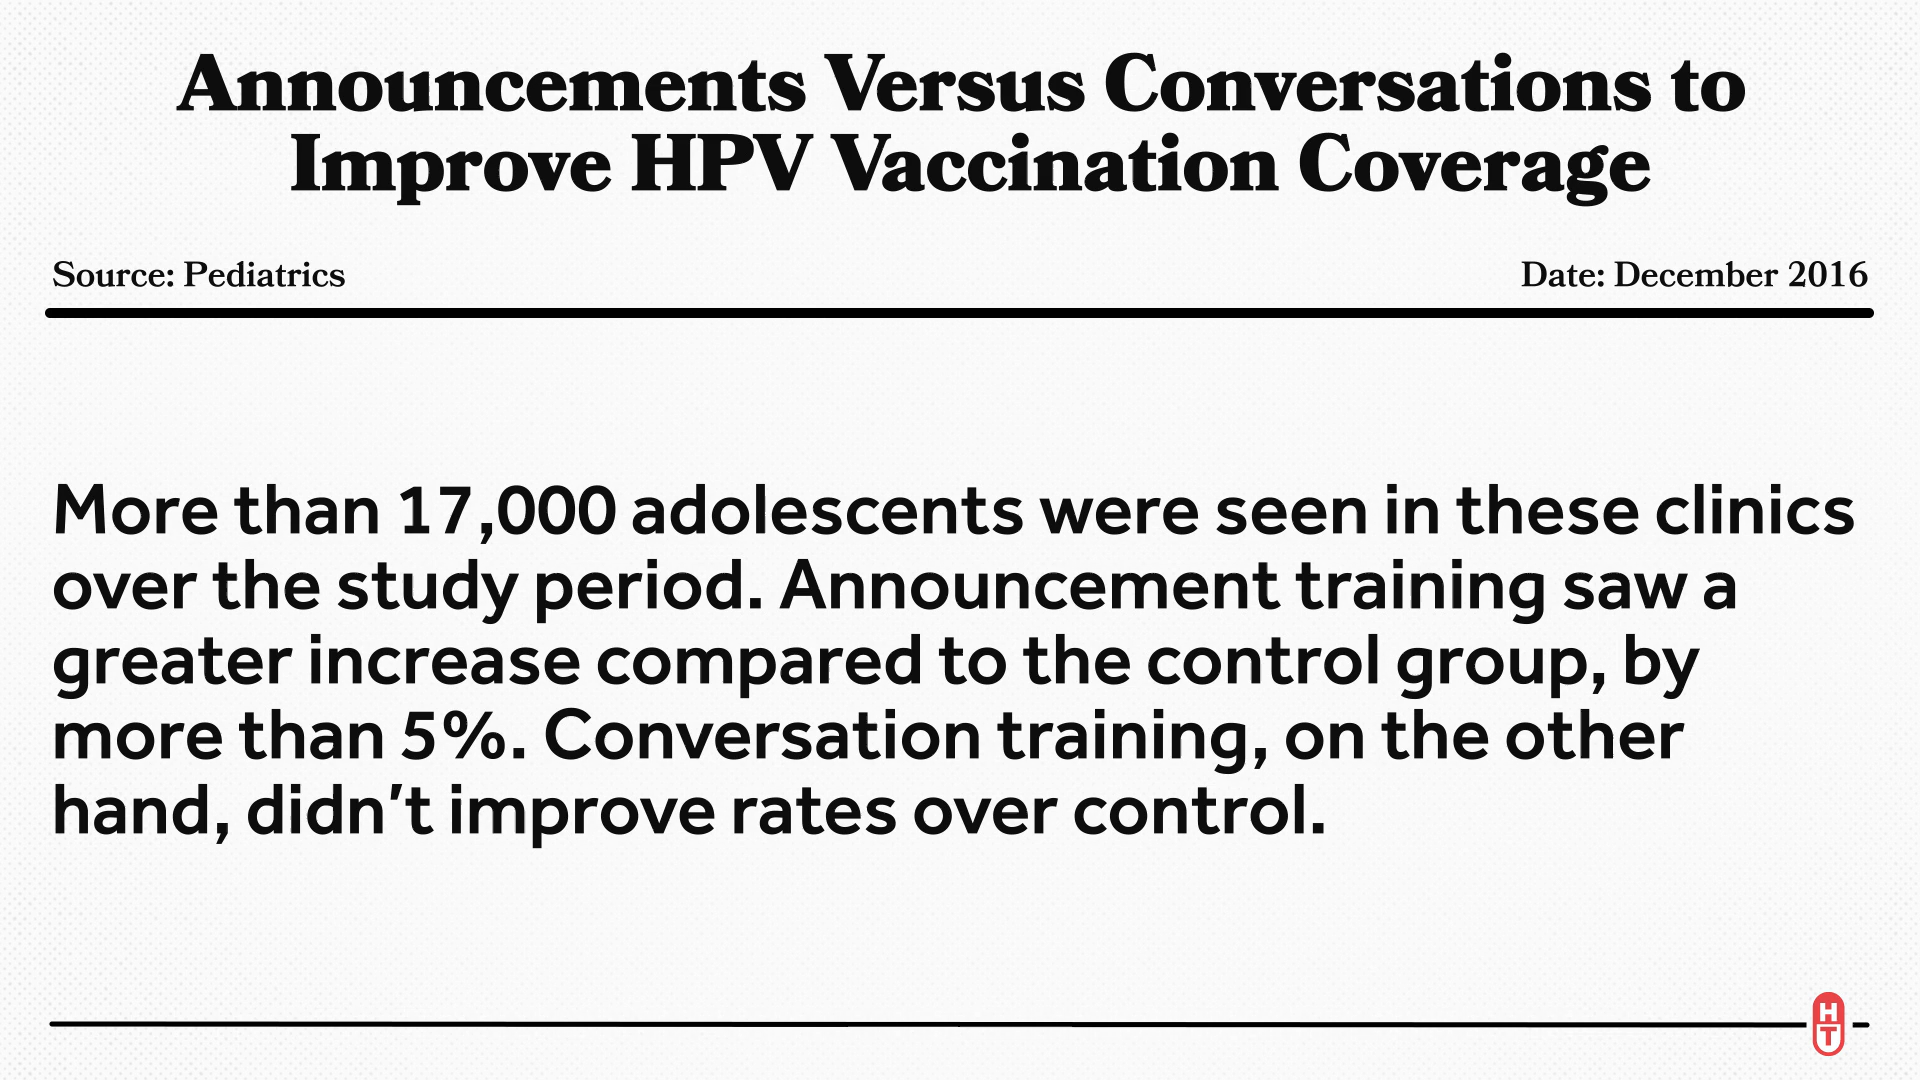 Announcements Versus Conversations to
Improve HPV Vaccination Coverage
Source: Pediatrics
Date: December 2016
More than 17,000 adolescents were seen in these clinics
over the study period. Announcement training saw a
greater increase compared to the control group, by
more than 5%. Conversation training, on the other
hand, didn’t improve rates over control.
H
T